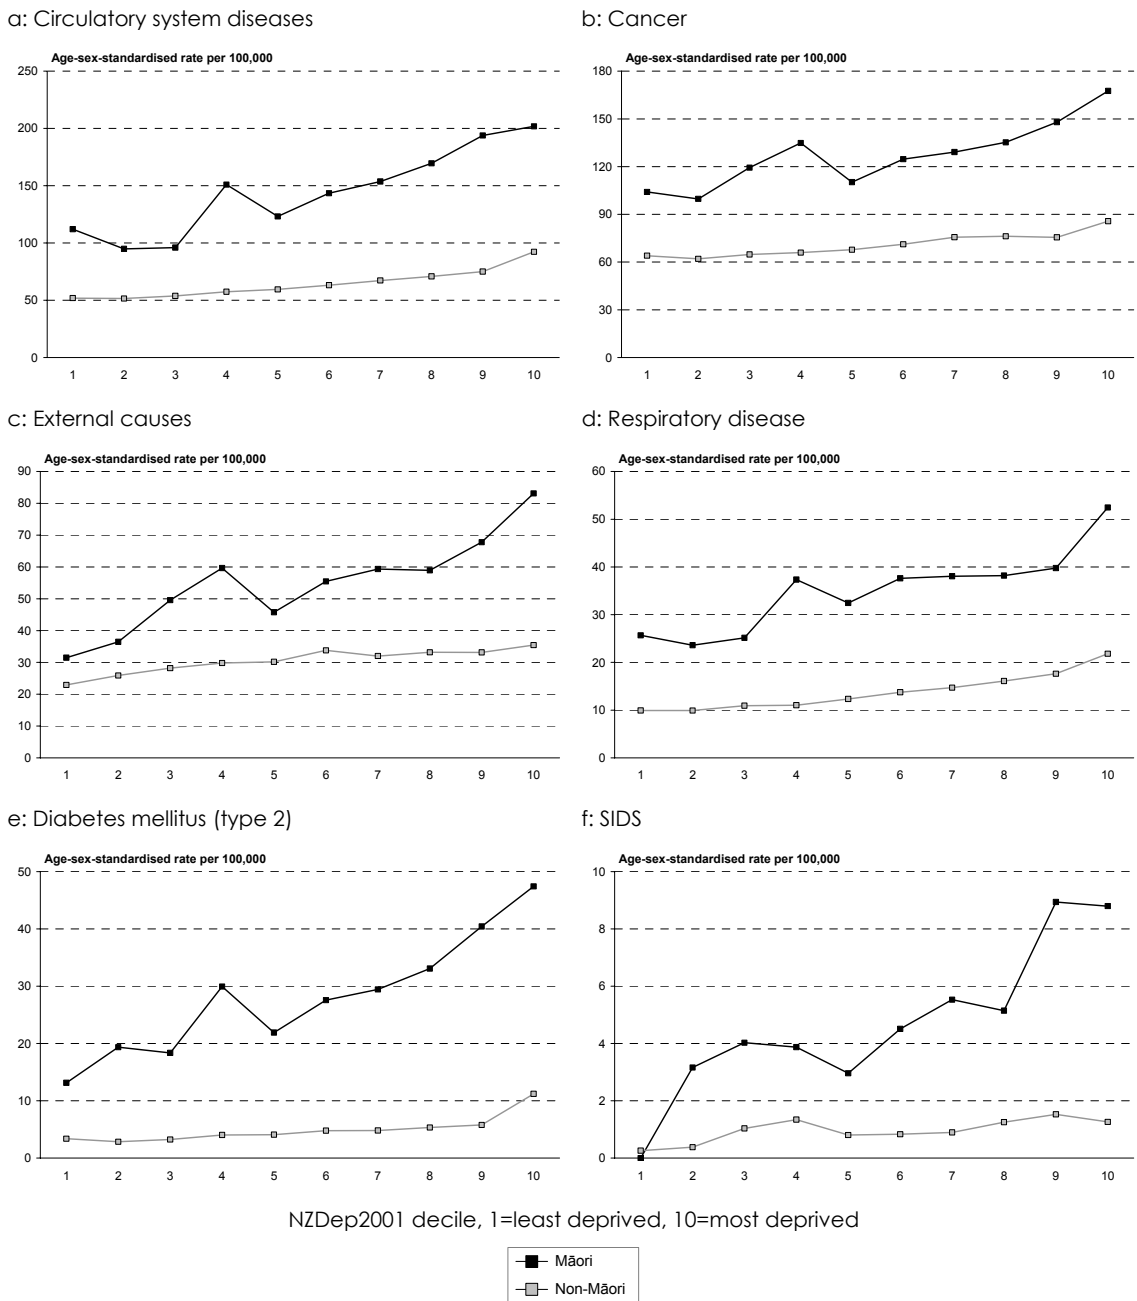 a: Circulatory system diseases
Age-sex-standardised rate per 100,000
250
200
150
100
50
0
1 2 3 4 5 6 7 8 9 10
b: Cancer
Age-sex-standardised rate per 100,000
180
150
120
90
60
30
0
1 2 3 4 5 6 7 8 9 10
c: External causes
Age-sex-standardised rate per 100,000
90
80
70
60
50
40
30
20
10
0
1 2 3 4 5 6 7 8 9 10
d: Respiratory disease
Age-sex-standardised rate per 100,000
60
50
40
30
20
10
0
1 2 3 4 5 6 7 8 9 10
e: Diabetes mellitus (type 2)
Age-sex-standardised rate per 100,000
50
40
30
20
10
0
1 2 3 4 5 6 7 8 9 10
f: SIDS
Age-sex-standardised rate per 100,000
10
8
6
4
2
0
1 2 3 4 5 6 7 8 9 10
NZDep2001 decile, 1=least deprived, 10=most deprived
Māori
Non-Māori